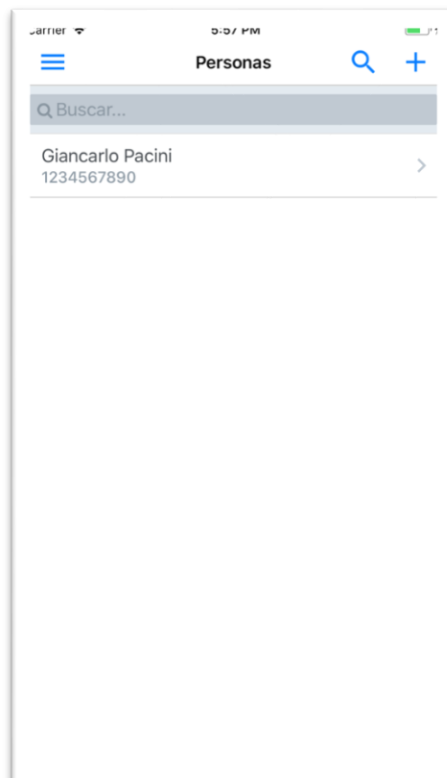 Carrier 5:57 PM
Personas
Buscar...
Giancarlo Pacini
1234567890